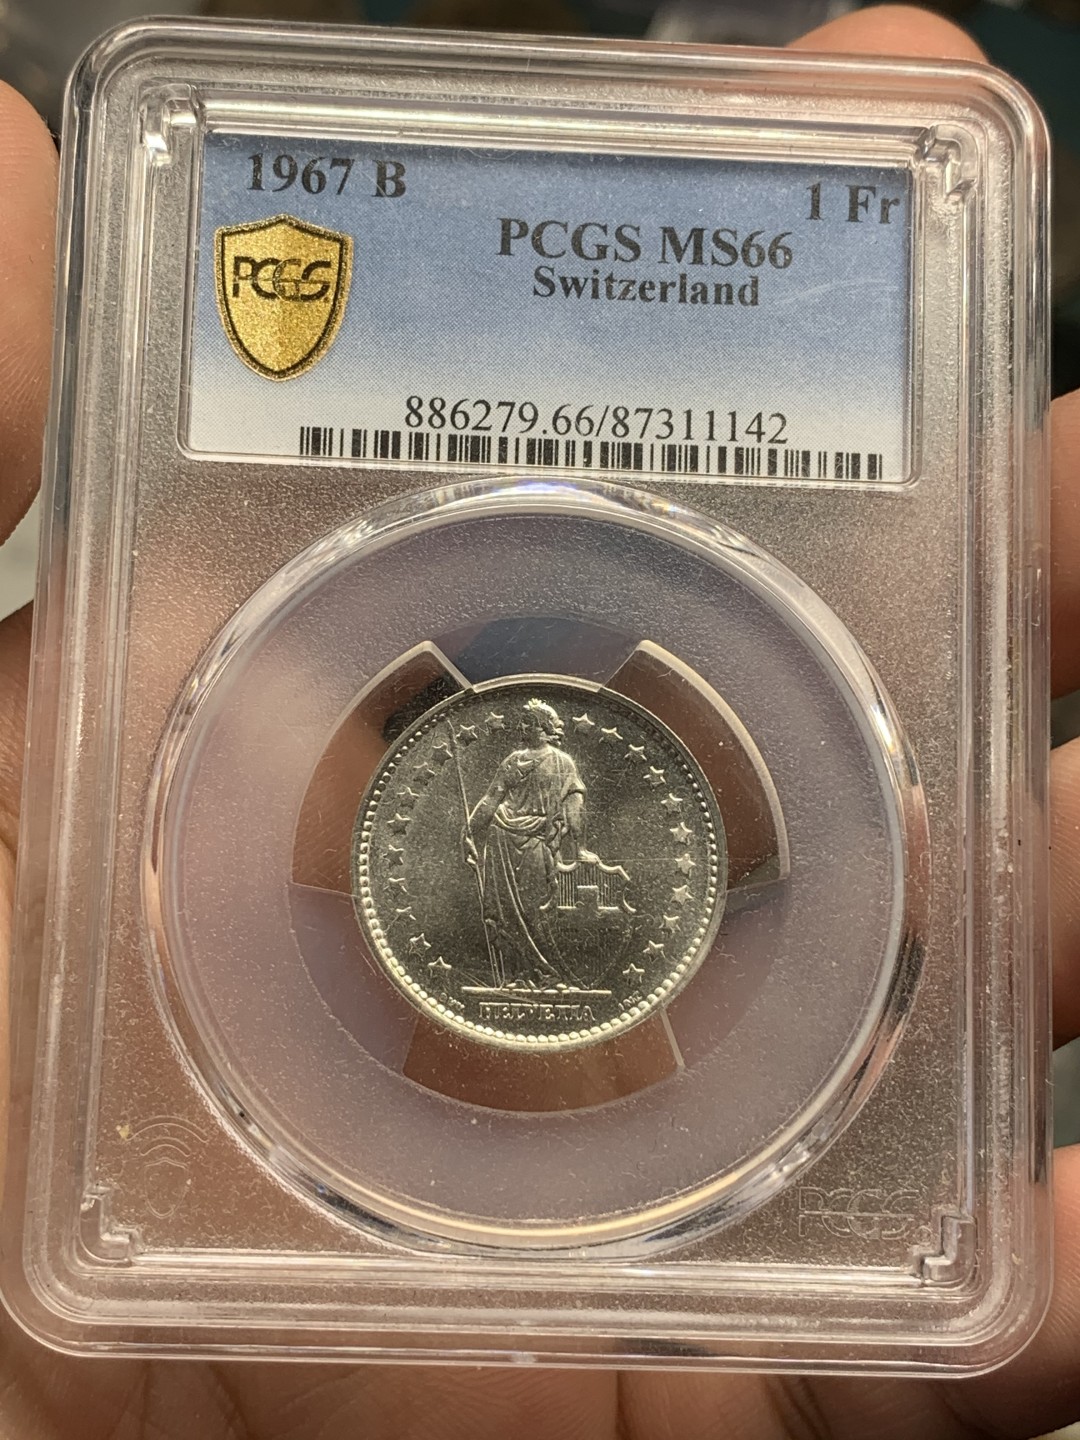 1967 B
1 Fr
PCGS MS66
Switzerland
PCGS
886279.66/87311142
HELVETIA
PCGS